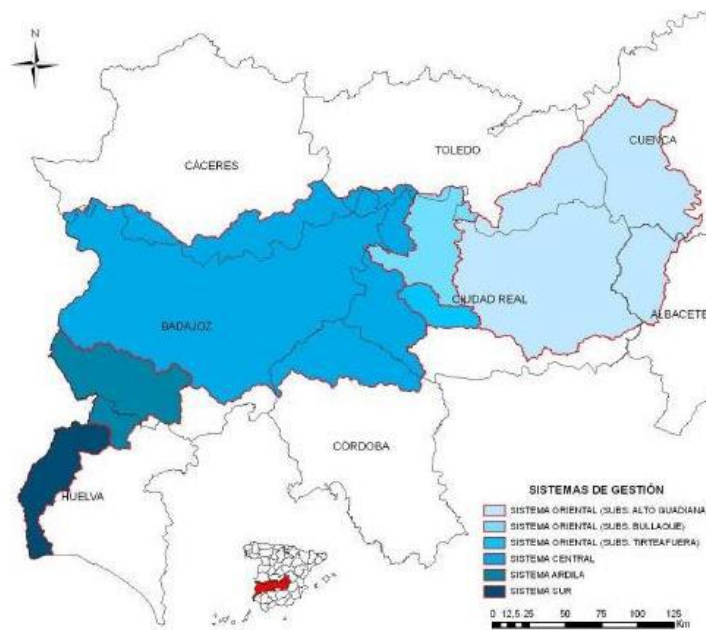 N
CUENCA
TOLEDO
CÁCERES
CIUDAD REAL
ALBACETE
BADAJOZ
CÓRDOBA
HUELVA
SISTEMAS DE GESTIÓN
SISTEMA ORIENTAL (SUBS. ALTO GUADIANA
SISTEMA ORIENTAL (SUBS. BULLAQUE)
SISTEMA ORIENTAL (SUBS. TIRTEAFUERA)
SISTEMA CENTRAL
SISTEMA ARDILA
SISTEMA SUR
0 12,5 25 50 75 100 125
Km